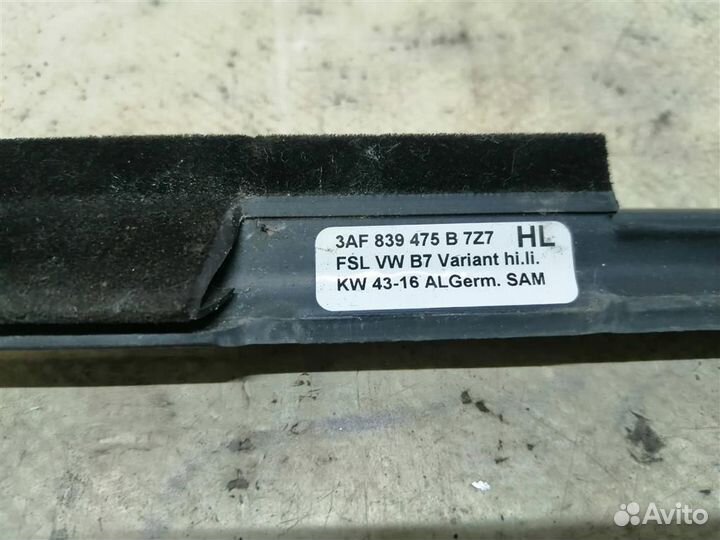 3AF 839 475 B 7Z7 HL
FSL VW B7 Variant hi.li.
KW 43-16 ALGerm. SAM
Avito